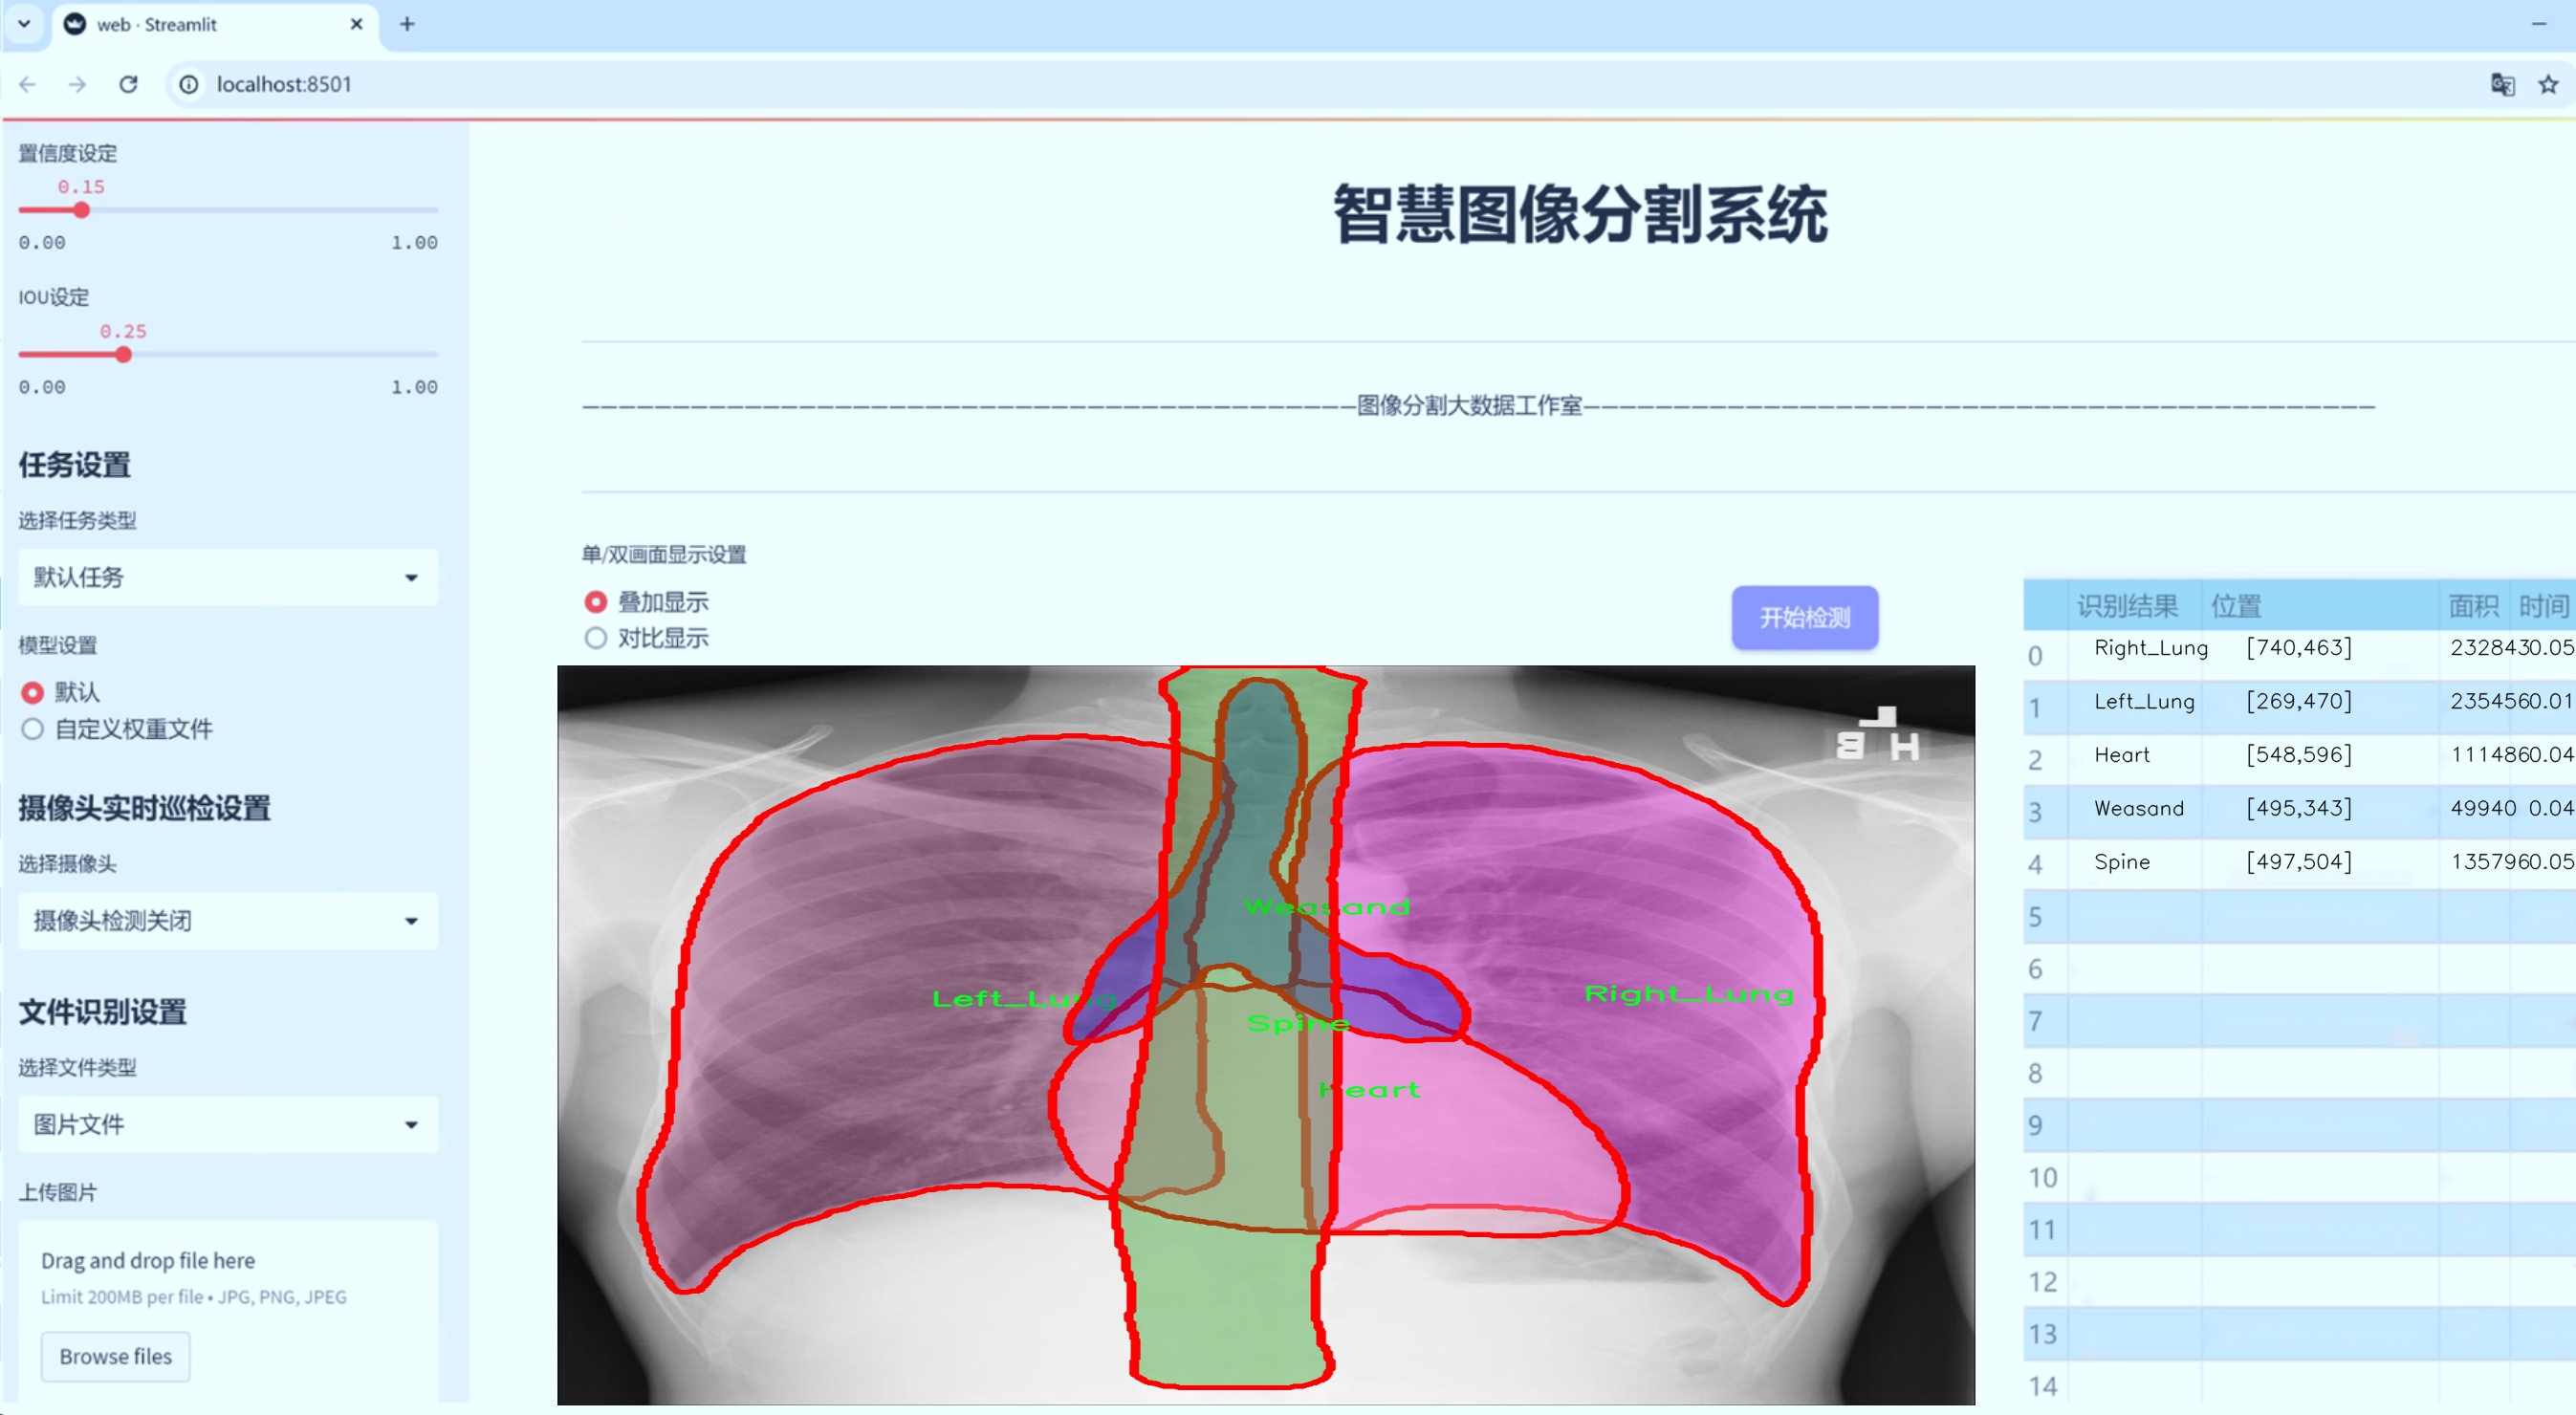 web · Streamlit
localhost:8501
置信度设定
0.15
0.00 1.00
IOU设定
0.25
0.00 1.00
任务设置
选择任务类型
默认任务
模型设置
默认
自定义权重文件
摄像头实时巡检设置
选择摄像头
摄像头检测关闭
文件识别设置
选择文件类型
图片文件
上传图片
Drag and drop file here
Limit 200MB per file • JPG, PNG, JPEG
Browse files
智慧图像分割系统
———————————————————————————————————————————图像分割大数据工作室————————————————————————————————————————————
单/双画面显示设置
叠加显示
对比显示
开始检测
L
B H
Weasand
Left_Lung
Right_Lung
Spine
Heart
识别结果 位置 面积 时间
0 Right_Lung [740,463] 232843 0.05
1 Left_Lung [269,470] 235456 0.01
2 Heart [548,596] 111486 0.04
3 Weasand [495,343] 49940 0.04
4 Spine [497,504] 135796 0.05
5
6
7
8
9
10
11
12
13
14